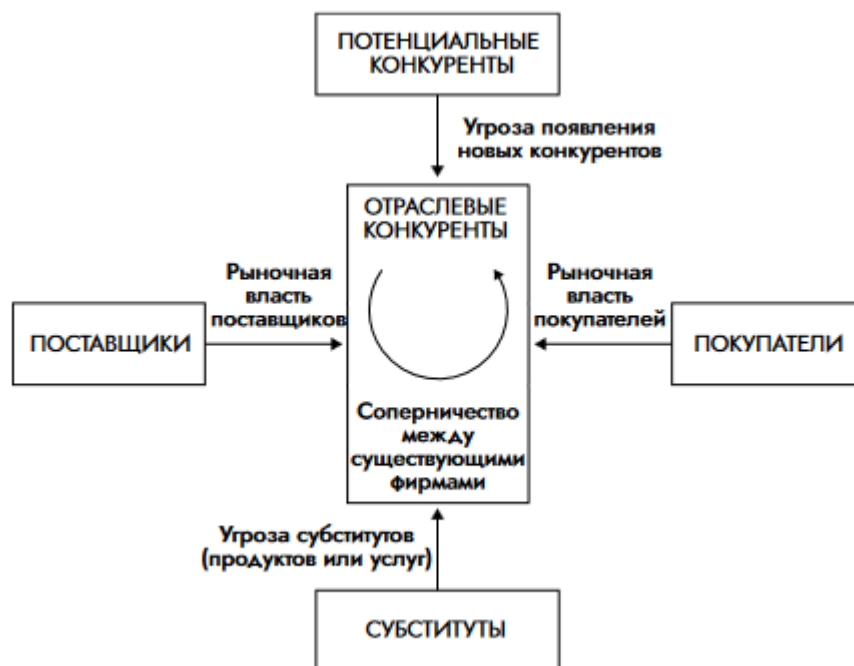 ПОТЕНЦИАЛЬНЫЕ
КОНКУРЕНТЫ
Угроза появления
новых конкурентов
ОТРАСЛЕВЫЕ
КОНКУРЕНТЫ
Рыночная
власть
поставщиков
Рыночная
власть
покупателей
ПОСТАВЩИКИ
ПОКУПАТЕЛИ
Соперничество
между
существующими
фирмами
Угроза субститутов
(продуктов или услуг)
СУБСТИТУТЫ